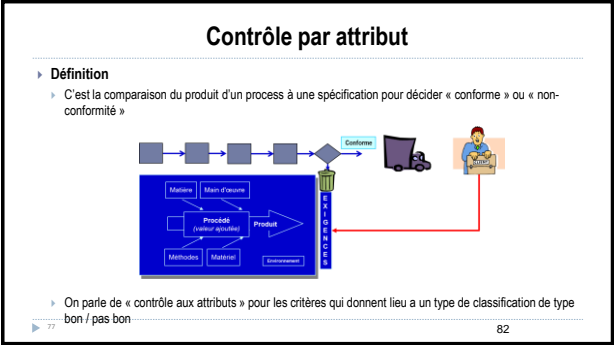 Contrôle par attribut
Définition
C'est la comparaison du produit d'un process à une spécification pour décider « conforme » ou « non-
conformité »
Conforme
Matière
Main d'œuvre
Procédé
(valeur ajoutée)
Produit
Méthodes
Matériel
Environnement
EXIGENCES
On parle de « contrôle aux attributs » pour les critères qui donnent lieu a un type de classification de type
bon / pas bon
77
82